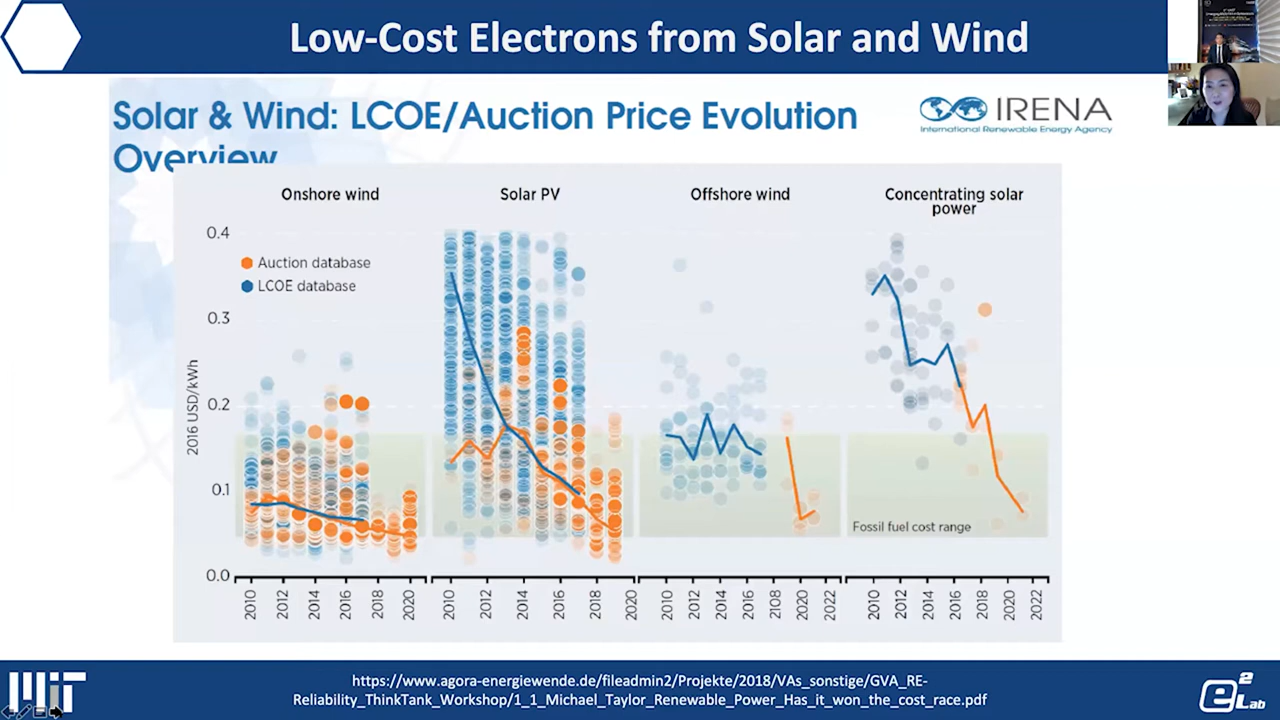 Low-Cost Electrons from Solar and Wind
Solar & Wind: LCOE/Auction Price Evolution
Overview
IRENA
International Renewable Energy Agency
Onshore wind
Solar PV
Offshore wind
Concentrating solar
power
0.4
0.3
0.2
0.1
0.0
2016 USD/kWh
Auction database
LCOE database
Fossil fuel cost range
2010 2012 2014 2016 2018 2020
2010 2012 2014 2016 2018 2020
2010 2012 2014 2016 2108 2020 2022
2010 2012 2014 2016 2018 2020 2022
MIT
https://www.agora-energiewende.de/fileadmin2/Projekte/2018/VAs_sonstige/GVA_RE-
Reliability_ThinkTank_Workshop/1_1_Michael_Taylor_Renewable_Power_Has_it_won_the_cost_race.pdf
e2Lab